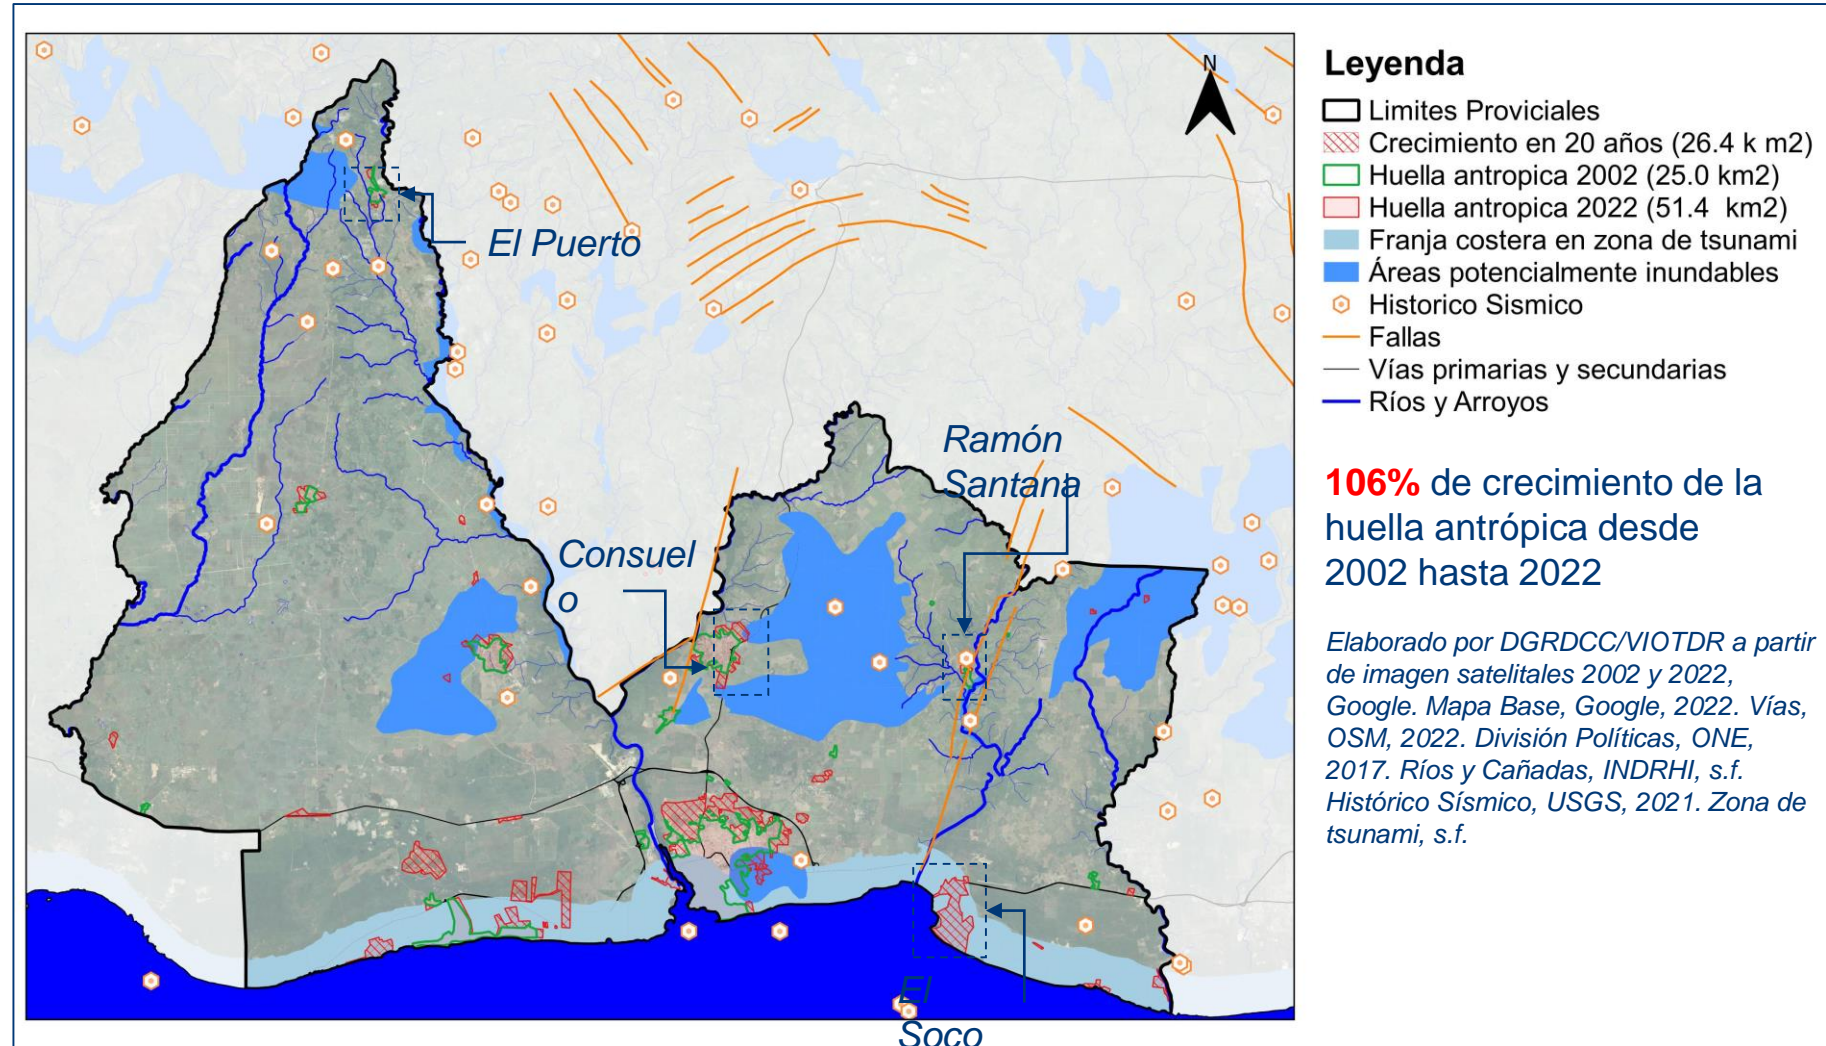 N
El Puerto
Ramón
Santana
Consuel
o
El
Soco
Leyenda
Limites Proviciales
Crecimiento en 20 años (26.4 k m2)
Huella antropica 2002 (25.0 km2)
Huella antropica 2022 (51.4 km2)
Franja costera en zona de tsunami
Áreas potencialmente inundables
Historico Sismico
Fallas
Vías primarias y secundarias
Ríos y Arroyos
106% de crecimiento de la
huella antrópica desde
2002 hasta 2022
Elaborado por DGRDCC/VIOTDR a partir
de imagen satelitales 2002 y 2022,
Google. Mapa Base, Google, 2022. Vías,
OSM, 2022. División Políticas, ONE,
2017. Ríos y Cañadas, INDRHI, s.f.
Histórico Sísmico, USGS, 2021. Zona de
tsunami, s.f.